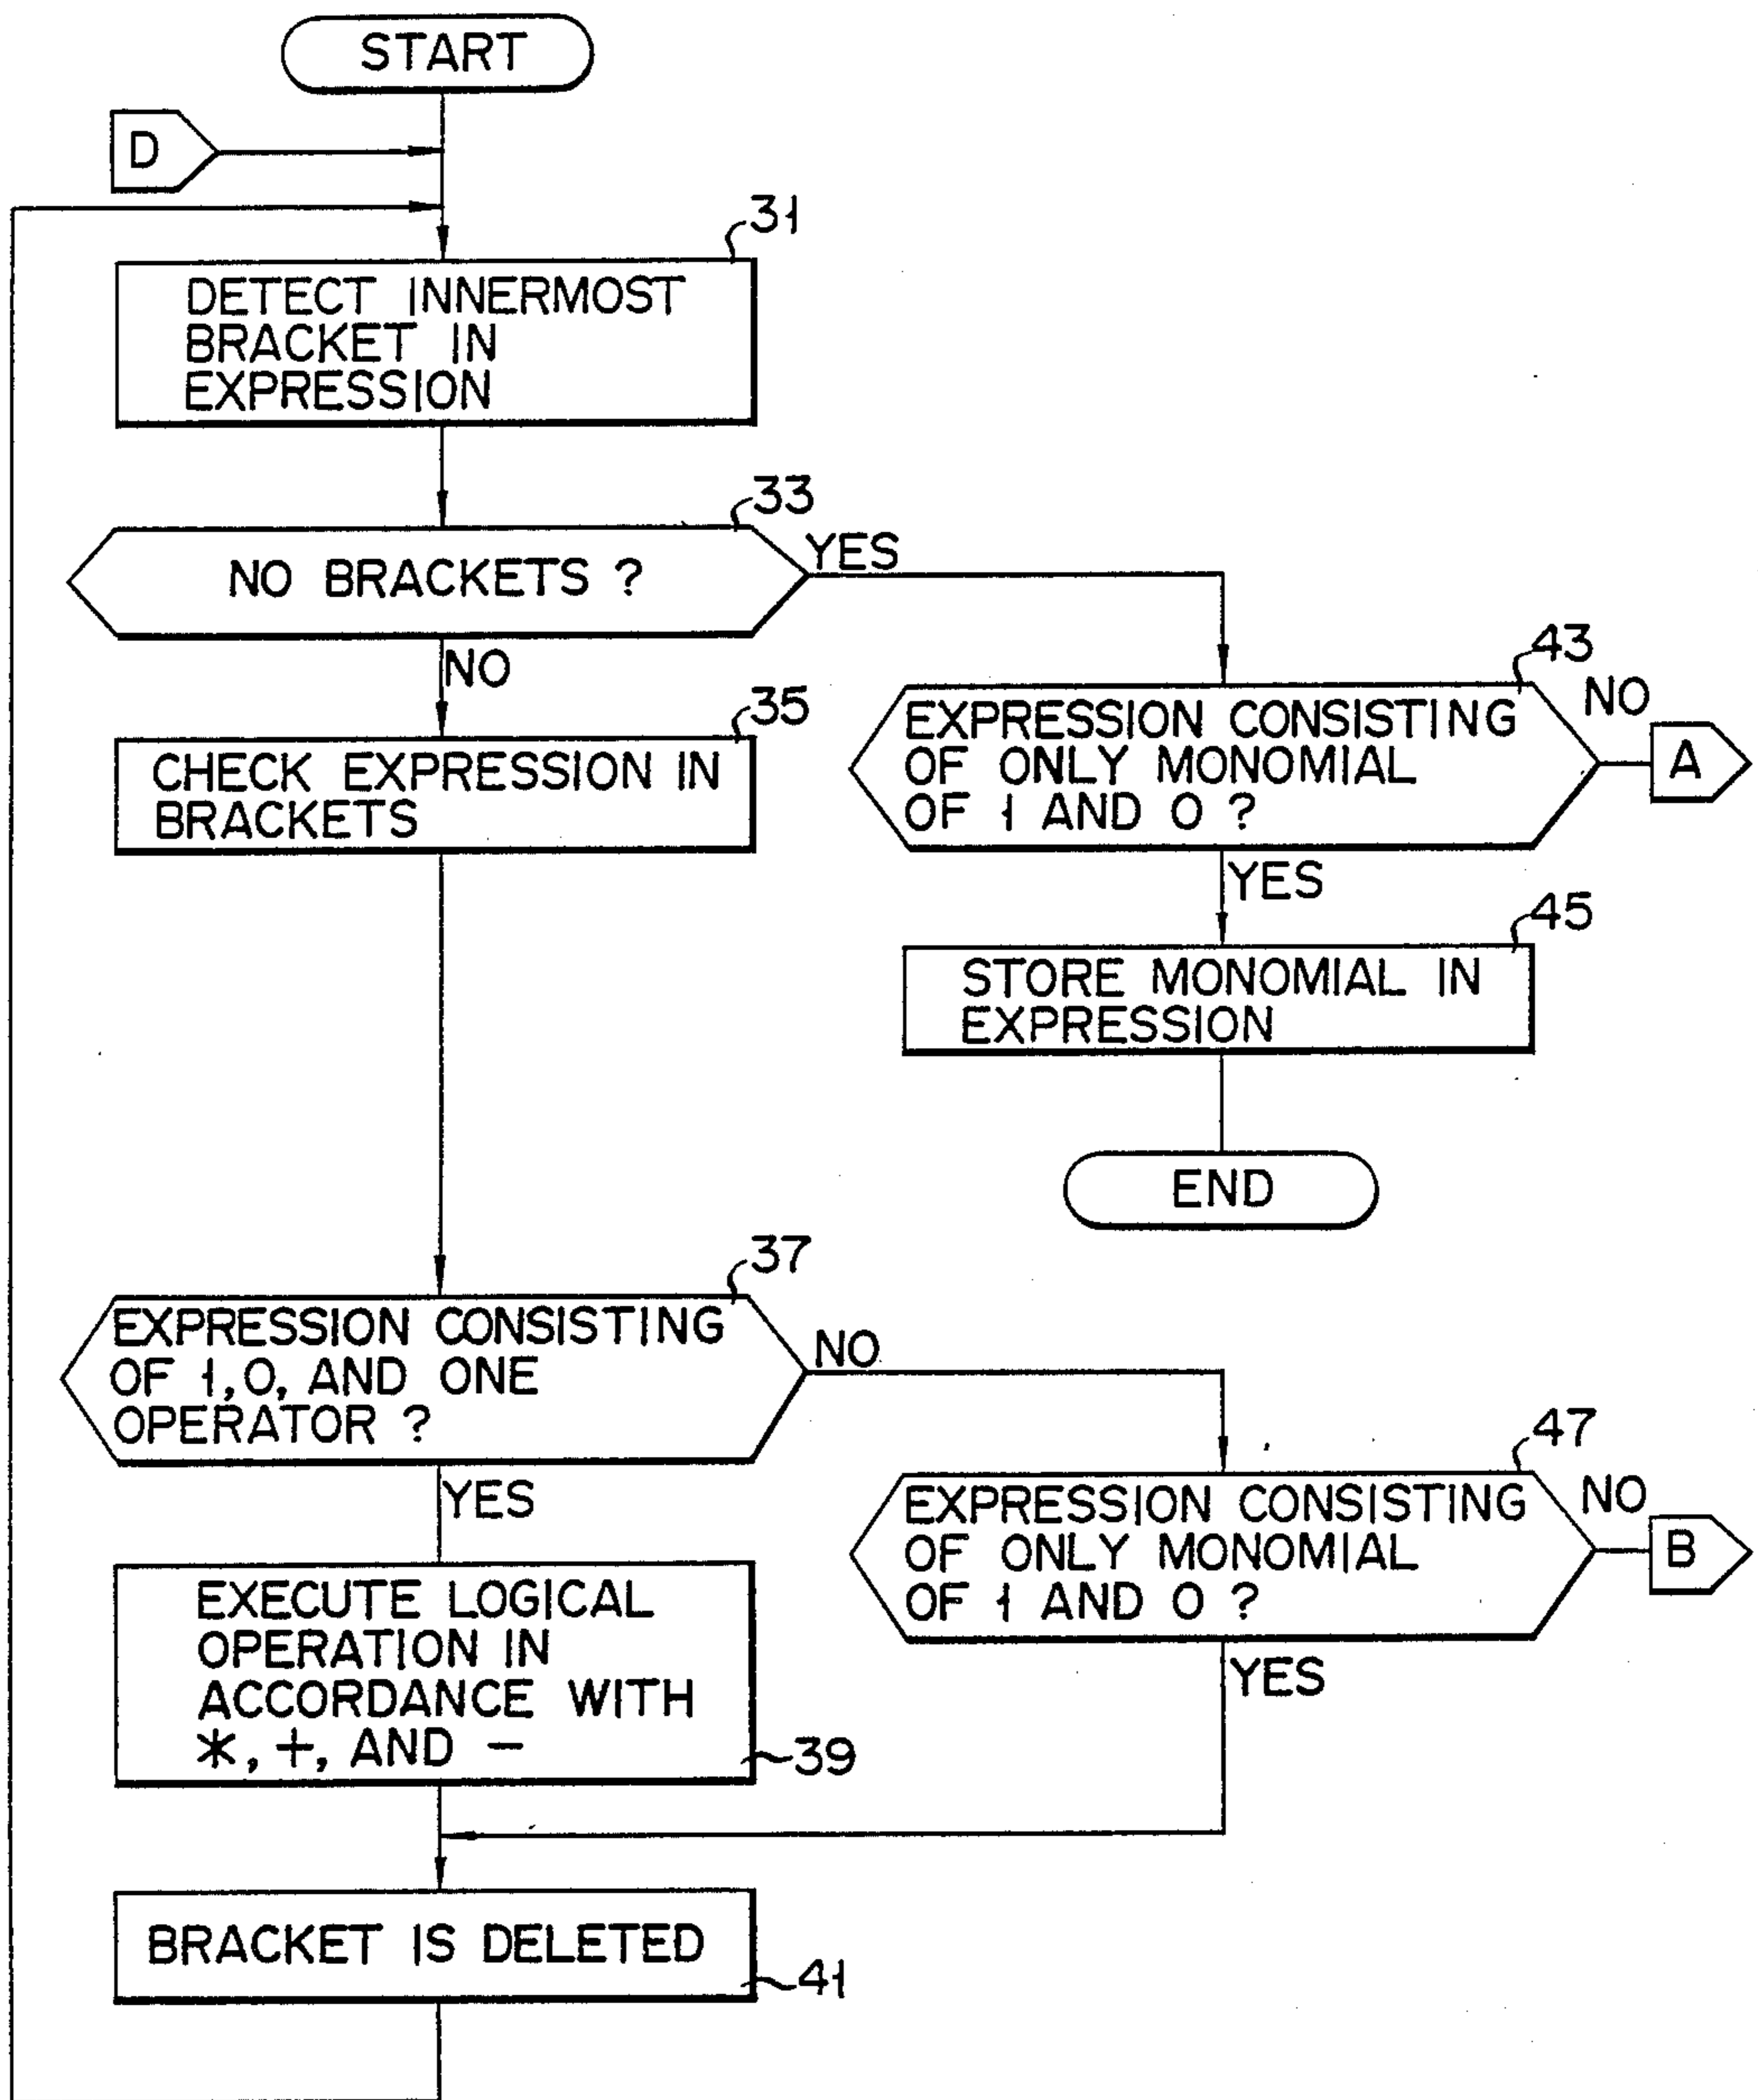 START
D
31
DETECT INNERMOST
BRACKET IN
EXPRESSION
33
NO BRACKETS ?
YES
NO
43
EXPRESSION CONSISTING
OF ONLY MONOMIAL
OF 1 AND 0 ?
NO
A
35
CHECK EXPRESSION IN
BRACKETS
YES
45
STORE MONOMIAL IN
EXPRESSION
END
37
EXPRESSION CONSISTING
OF 1, 0, AND ONE
OPERATOR ?
NO
YES
47
EXPRESSION CONSISTING
OF ONLY MONOMIAL
OF 1 AND 0 ?
NO
B
YES
EXECUTE LOGICAL
OPERATION IN
ACCORDANCE WITH
*, +, AND -
39
BRACKET IS DELETED
41